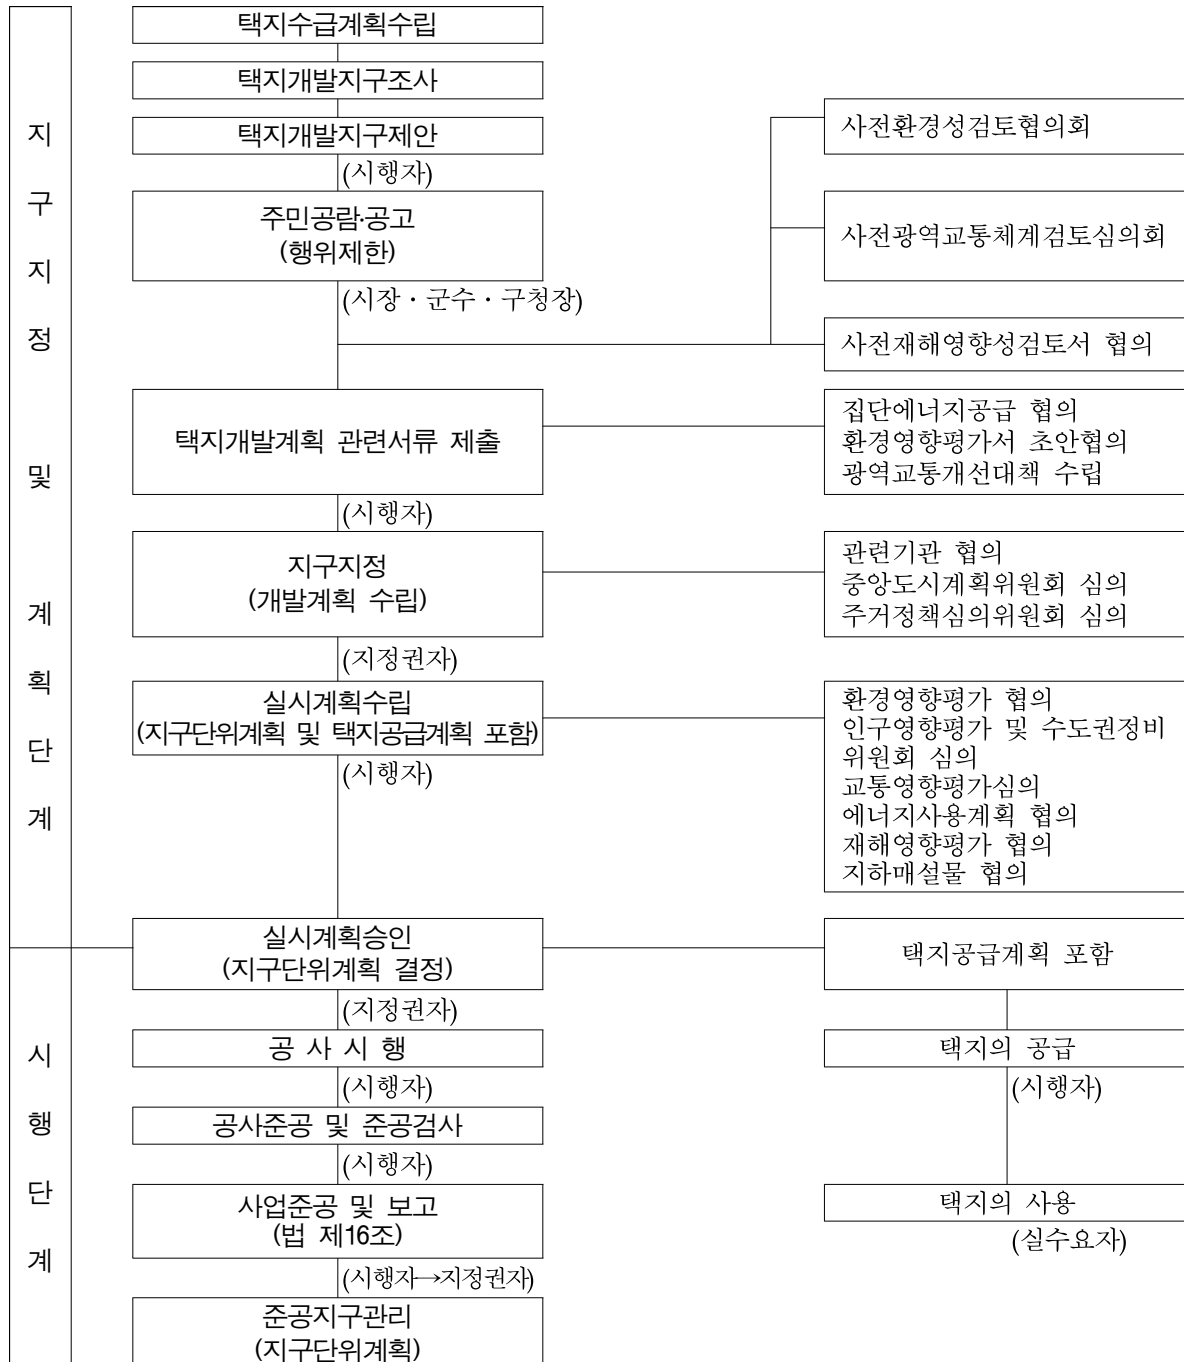 지구지정 및 계획단계
택지수급계획수립
택지개발지구조사
택지개발지구제안
(시행자)
주민공람·공고
(행위제한)
(시장·군수·구청장)
사전환경성검토협의회
사전광역교통체계검토심의회
사전재해영향성검토서 협의
택지개발계획 관련서류 제출
(시행자)
집단에너지공급 협의
환경영향평가서 초안협의
광역교통개선대책 수립
지구지정
(개발계획 수립)
(지정권자)
관련기관 협의
중앙도시계획위원회 심의
주거정책심의위원회 심의
실시계획수립
(지구단위계획 및 택지공급계획 포함)
(시행자)
환경영향평가 협의
인구영향평가 및 수도권정비
위원회 심의
교통영향평가심의
에너지사용계획 협의
재해영향평가 협의
지하매설물 협의
시행단계
실시계획승인
(지구단위계획 결정)
(지정권자)
택지공급계획 포함
공 사 시 행
(시행자)
택지의 공급
(시행자)
공사준공 및 준공검사
(시행자)
사업준공 및 보고
(법 제16조)
(시행자→지정권자)
택지의 사용
(실수요자)
준공지구관리
(지구단위계획)